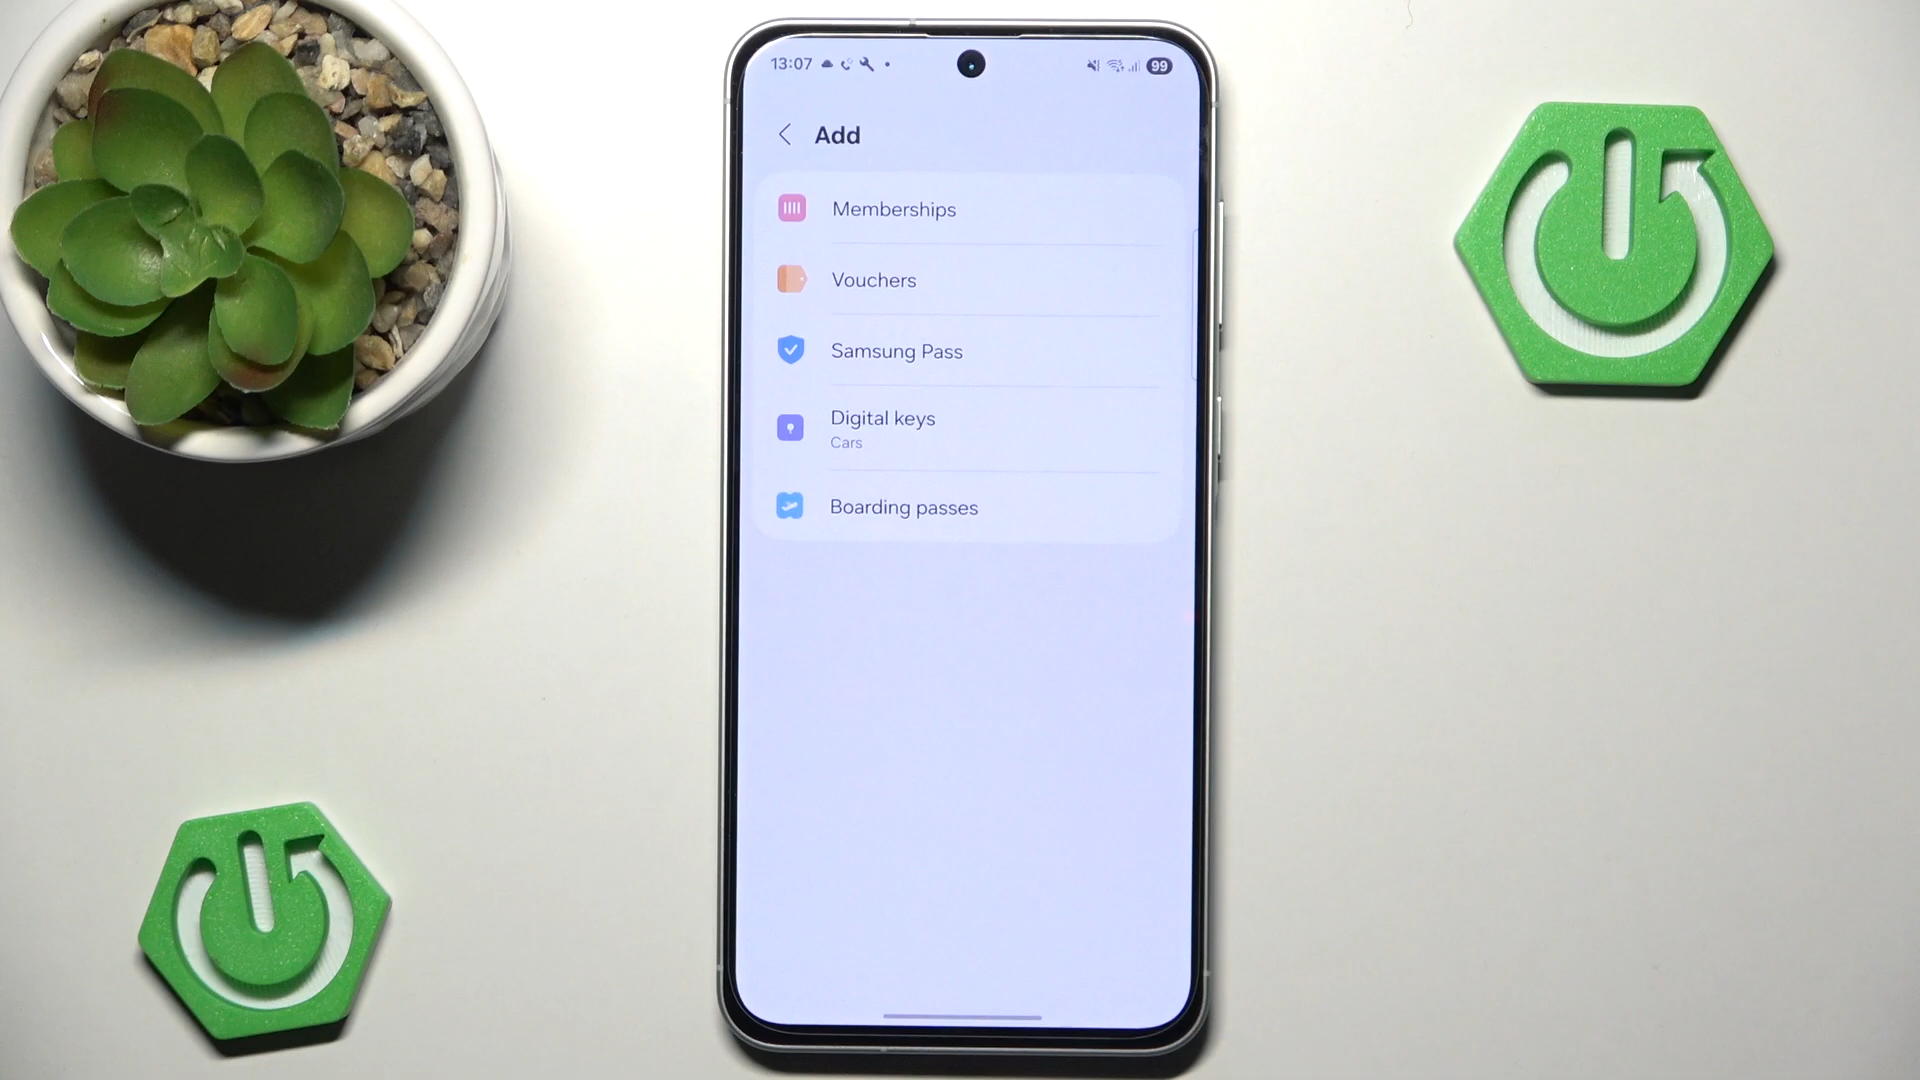 13:07
99
Add
Memberships
Vouchers
Samsung Pass
Digital keys
Cars
Boarding passes